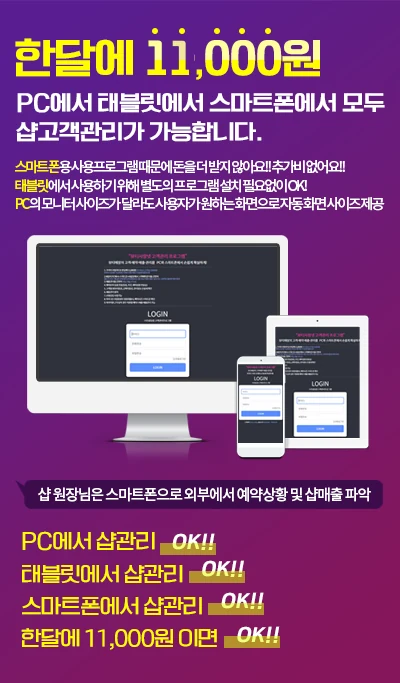 한달에 11,000원
PC에서 태블릿에서 스마트폰에서 모두
샵고객관리가 가능합니다.
스마트폰용 사용프로그램 때문에 돈을 더 받지 않아요!! 추가비 없어요!!
태블릿에서 사용하기 위해 별도의 프로그램 설치 필요없이 OK!
PC의 모니터 사이즈가 달라도 사용자가 원하는 화면으로 자동 화면 사이즈 제공
LOGIN
LOGIN
LOGIN
샵 원장님은 스마트폰으로 외부에서 예약상황 및 샵매출 파악
PC에서 샵관리 OK!!
태블릿에서 샵관리 OK!!
스마트폰에서 샵관리 OK!!
한달에 11,000원 이면 OK!!